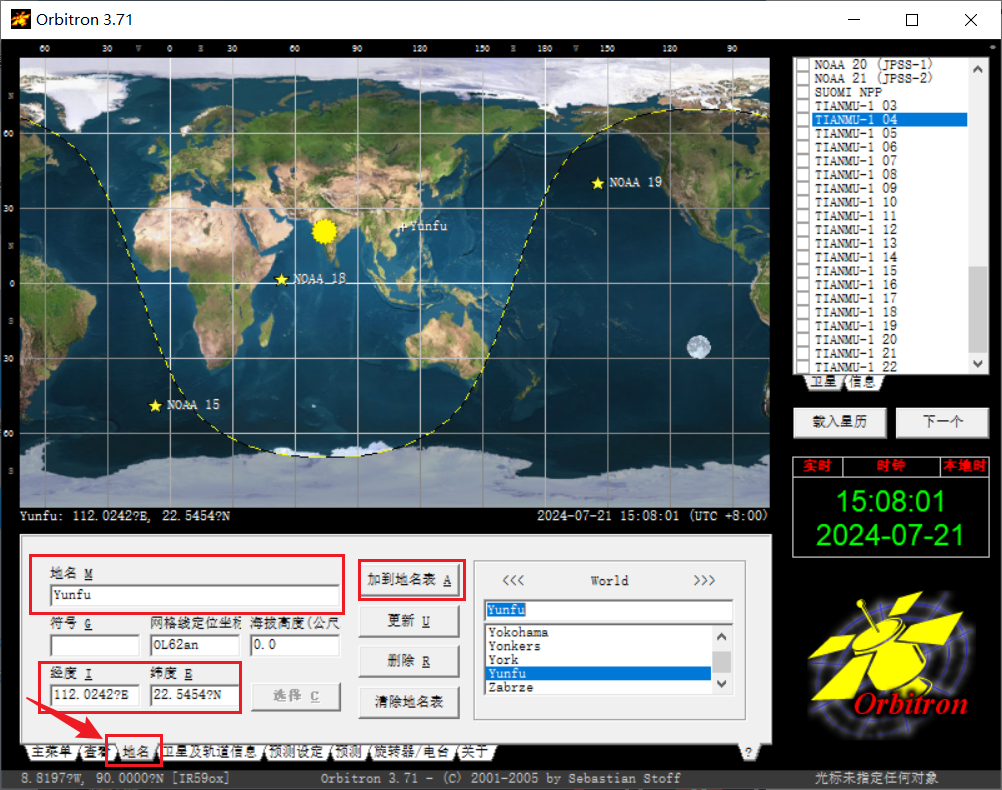 Orbitron 3.71
60 30 W 0 E 30 60 90 120 150 E 180 W 150 120 90
N
60
30
N
0
S
30
60
S
NOAA 19
Yunfu
NOAA 18
NOAA 15
Yunfu: 112.0242?E, 22.5454?N
2024-07-21 15:08:01 (UTC +8:00)
NOAA 20 (JPSS-1)
NOAA 21 (JPSS-2)
SUOMI NPP
TIANMU-1 03
TIANMU-1 04
TIANMU-1 05
TIANMU-1 06
TIANMU-1 07
TIANMU-1 08
TIANMU-1 09
TIANMU-1 10
TIANMU-1 11
TIANMU-1 12
TIANMU-1 13
TIANMU-1 14
TIANMU-1 15
TIANMU-1 16
TIANMU-1 17
TIANMU-1 18
TIANMU-1 19
TIANMU-1 20
TIANMU-1 21
TIANMU-1 22
卫星 信息
载入星历 下一个
实时 时钟 本地时
15:08:01
2024-07-21
Orbitron
地名 M
Yunfu
符号 G 网格线定位坐标 海拔高度(公尺
OL62an 0.0
经度 I 纬度 E
112.0242?E 22.5454?N
选择 C
加到地名表 A
更新 U
删除 R
清除地名表
<<< World >>>
Yunfu
Yokohama
Yonkers
York
Yunfu
Zabrze
主菜单 查看 地名 卫星及轨道信息 预测设定 预测 旋转器/电台 关于 ?
8.8197?W, 90.0000?N [IR59ox]
Orbitron 3.71 - (C) 2001-2005 by Sebastian Stoff
光标未指定任何对象